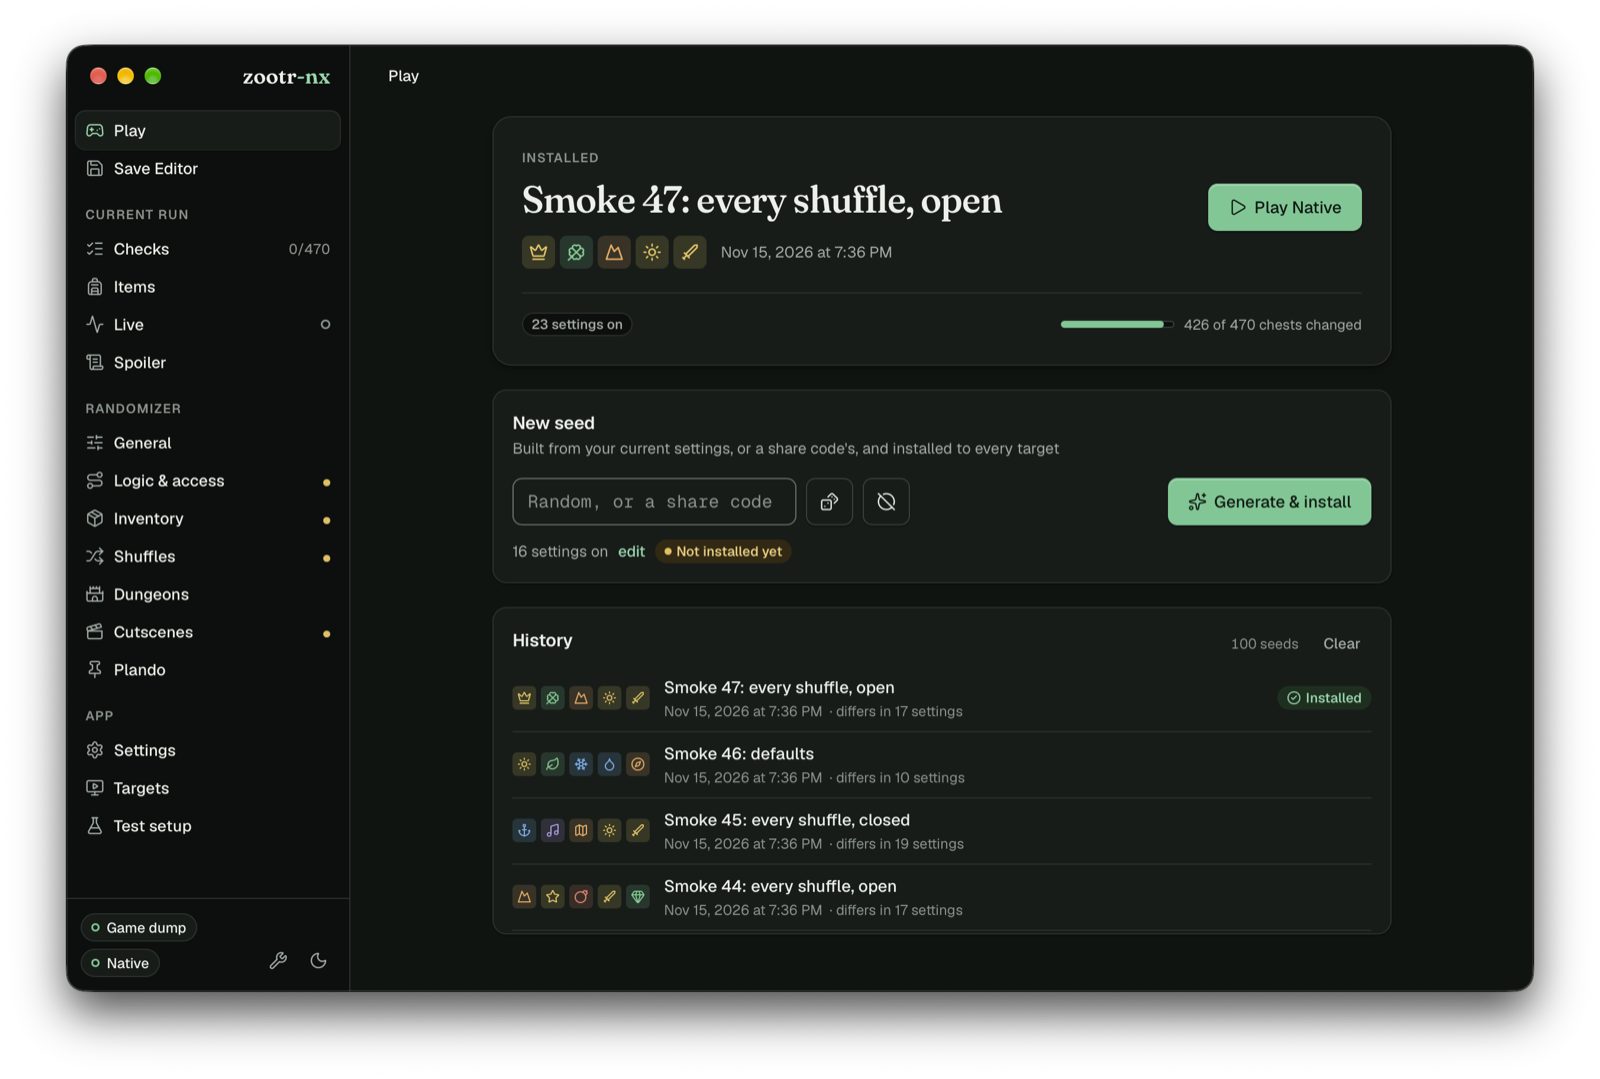 zootr-nx
Play
Save Editor
CURRENT RUN
Checks 0/470
Items
Live
Spoiler
RANDOMIZER
General
Logic & access
Inventory
Shuffles
Dungeons
Cutscenes
Plando
APP
Settings
Targets
Test setup
Game dump
Native
Play
INSTALLED
Smoke 47: every shuffle, open
Play Native
Nov 15, 2026 at 7:36 PM
23 settings on
426 of 470 chests changed
New seed
Built from your current settings, or a share code's, and installed to every target
Random, or a share code
Generate & install
16 settings on edit Not installed yet
History
100 seeds Clear
Smoke 47: every shuffle, open
Nov 15, 2026 at 7:36 PM · differs in 17 settings
Installed
Smoke 46: defaults
Nov 15, 2026 at 7:36 PM · differs in 10 settings
Smoke 45: every shuffle, closed
Nov 15, 2026 at 7:36 PM · differs in 19 settings
Smoke 44: every shuffle, open
Nov 15, 2026 at 7:36 PM · differs in 17 settings